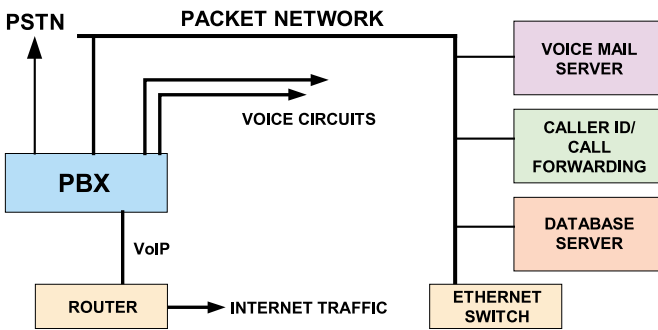 PSTN
PACKET NETWORK
VOICE MAIL
SERVER
VOICE CIRCUITS
CALLER ID/
CALL
FORWARDING
PBX
DATABASE
SERVER
VoIP
ROUTER
INTERNET TRAFFIC
ETHERNET
SWITCH